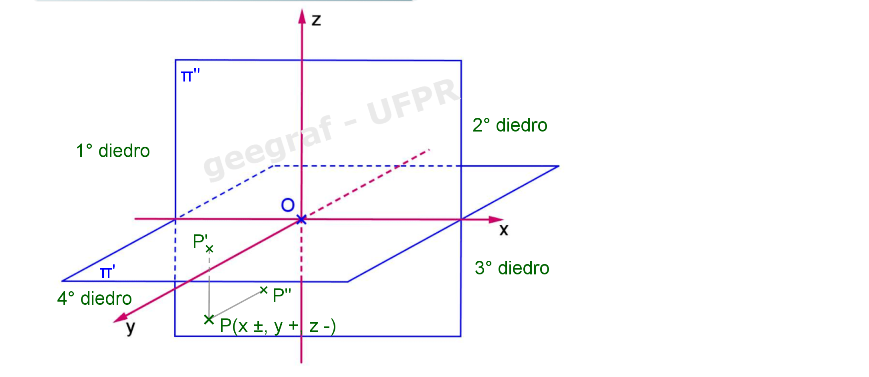 z
π"
geegraf - UFPR
2° diedro
1° diedro
O
x
P'
3° diedro
π'
P"
4° diedro
y
P(x ±, y + z -)